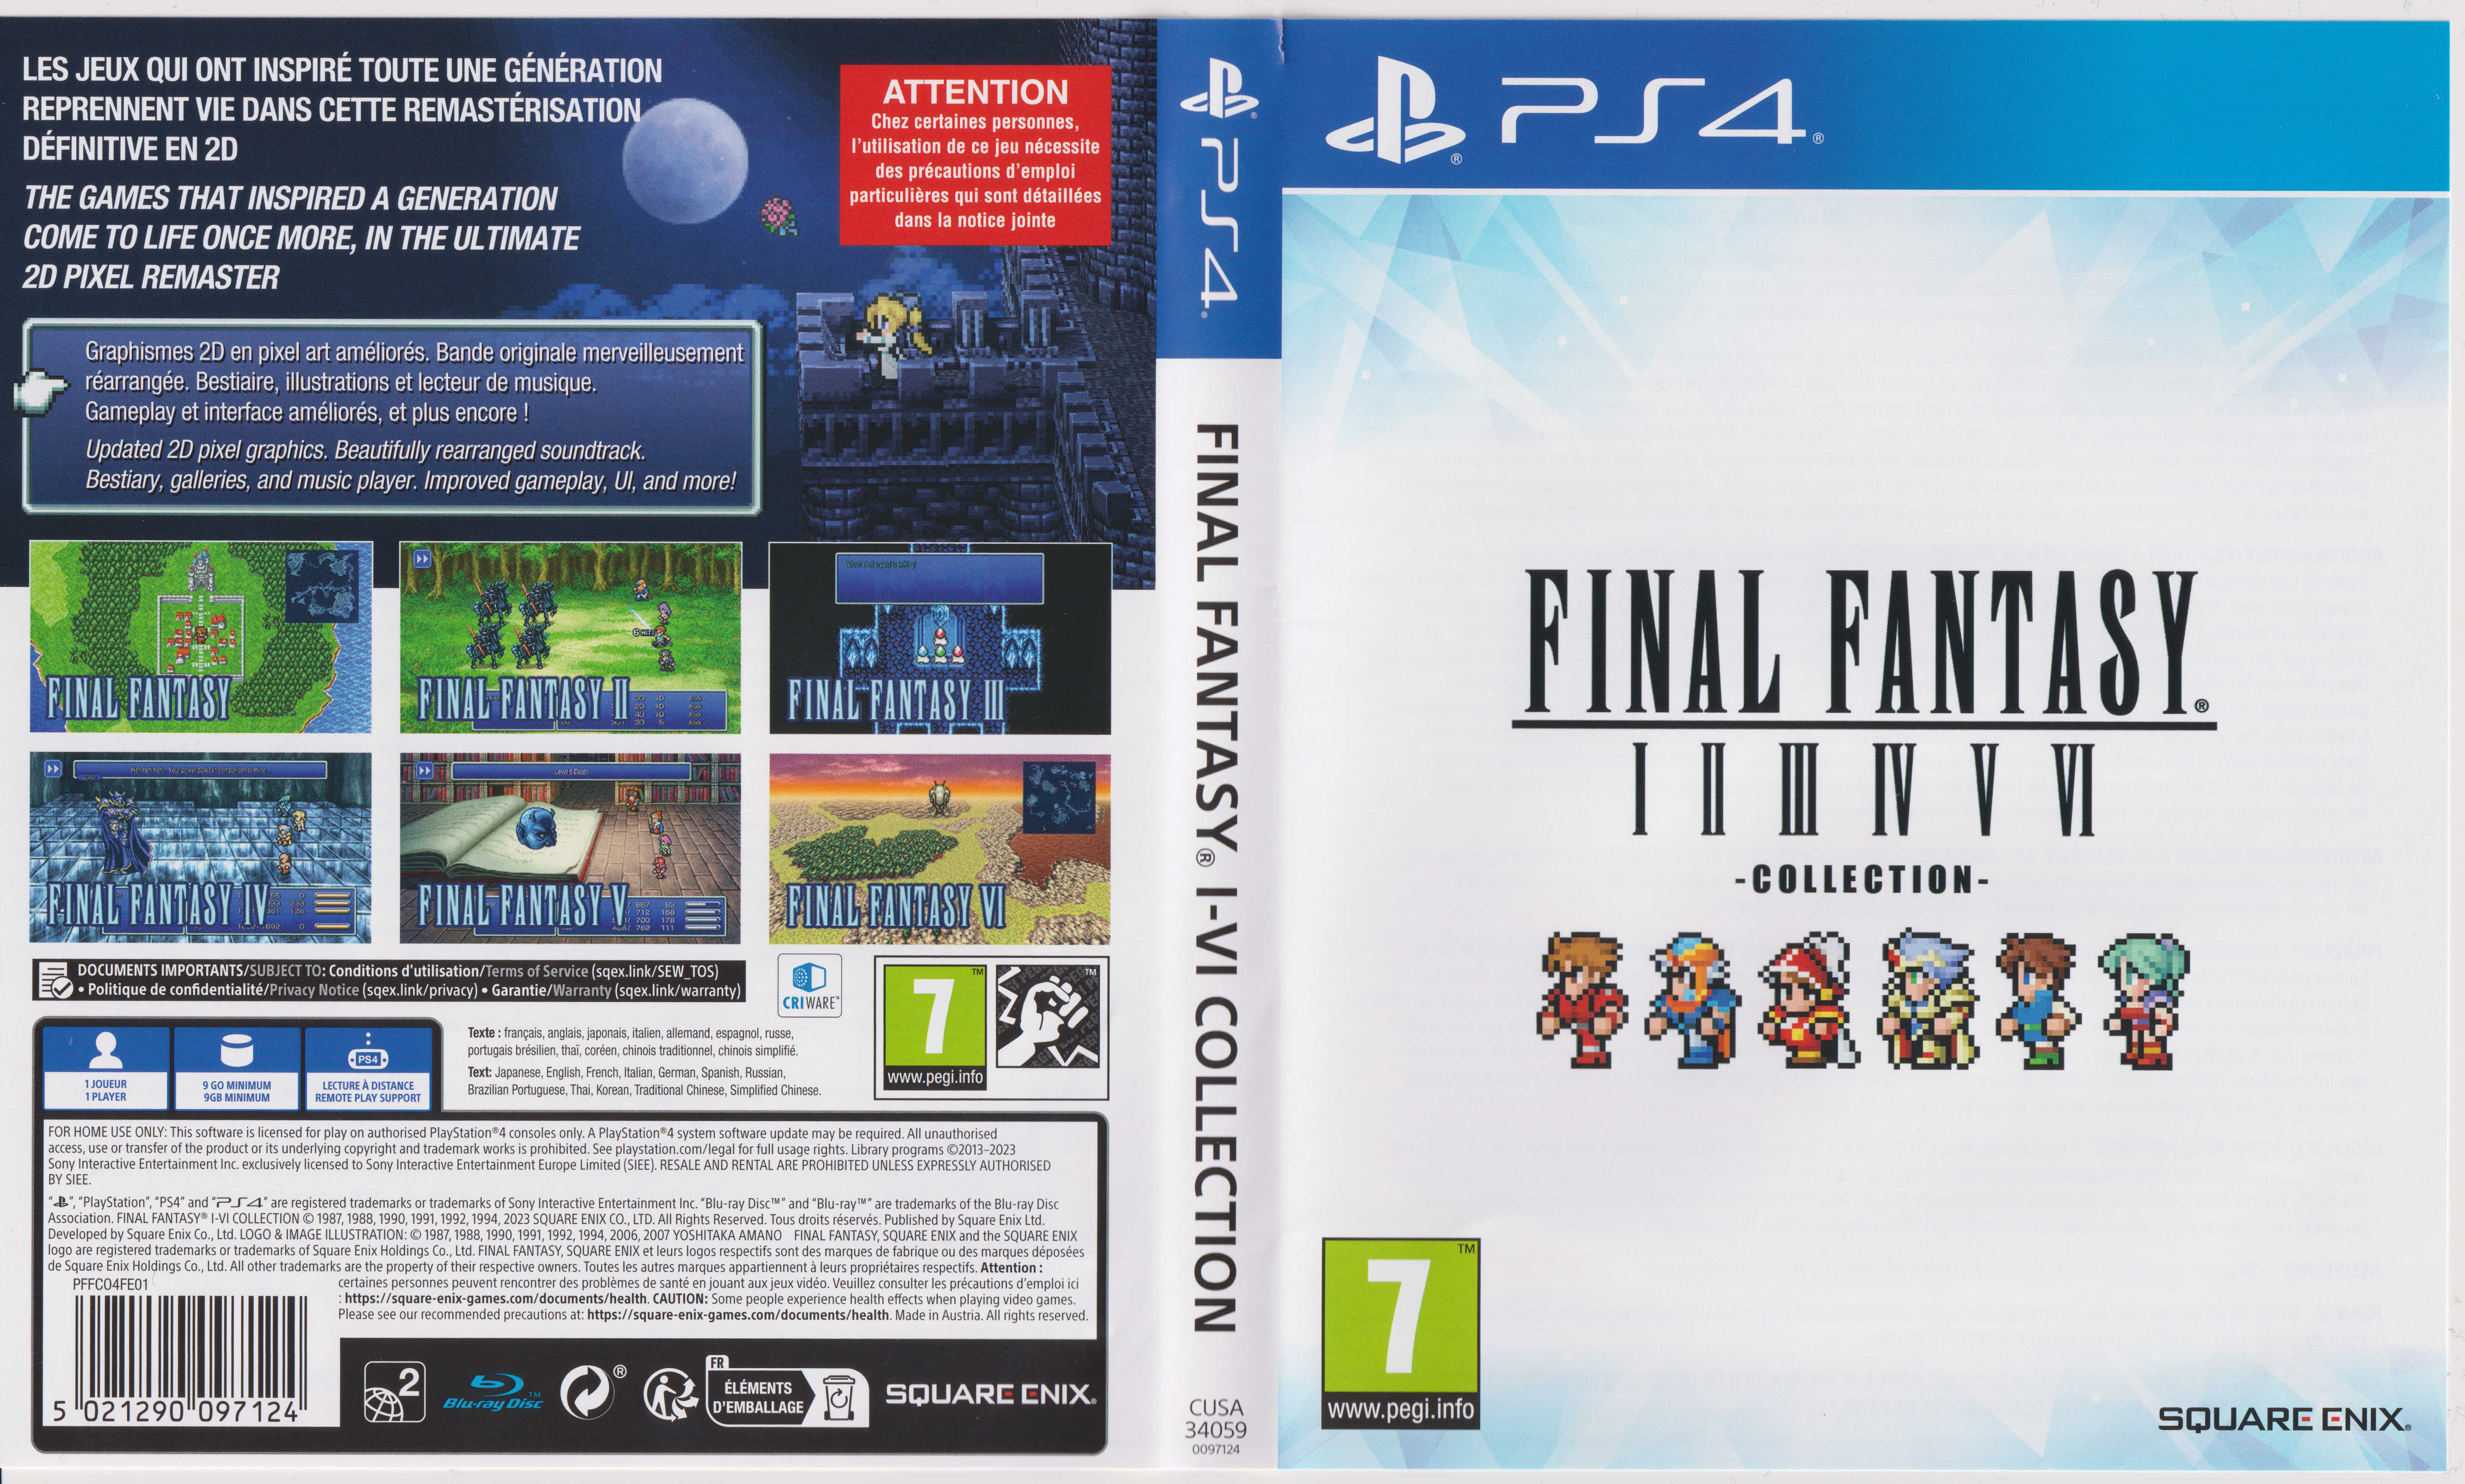 LES JEUX QUI ONT INSPIRÉ TOUTE UNE GÉNÉRATION
REPRENNENT VIE DANS CETTE REMASTÉRISATION
DÉFINITIVE EN 2D
THE GAMES THAT INSPIRED A GENERATION
COME TO LIFE ONCE MORE, IN THE ULTIMATE
2D PIXEL REMASTER
ATTENTION
Chez certaines personnes,
l'utilisation de ce jeu nécessite
des précautions d'emploi
particulières qui sont détaillées
dans la notice jointe
Graphismes 2D en pixel art améliorés. Bande originale merveilleusement
réarrangée. Bestiaire, illustrations et lecteur de musique.
Gameplay et interface améliorés, et plus encore !
Updated 2D pixel graphics. Beautifully rearranged soundtrack.
Bestiary, galleries, and music player. Improved gameplay, UI, and more!
FINAL FANTASY
6 HIT!
FINAL FANTASY II
FINAL FANTASY III
FINAL FANTASY IV
Level 5 Death
FINAL FANTASY V
FINAL FANTASY VI
DOCUMENTS IMPORTANTS/SUBJECT TO: Conditions d'utilisation/Terms of Service (sqex.link/SEW_TOS)
• Politique de confidentialité/Privacy Notice (sqex.link/privacy) • Garantie/Warranty (sqex.link/warranty)
CRIWARE™
7™
www.pegi.info
™
1 JOUEUR
1 PLAYER
9 GO MINIMUM
9GB MINIMUM
PS4
LECTURE À DISTANCE
REMOTE PLAY SUPPORT
Texte : français, anglais, japonais, italien, allemand, espagnol, russe,
portugais brésilien, thaï, coréen, chinois traditionnel, chinois simplifié.
Text: Japanese, English, French, Italian, German, Spanish, Russian,
Brazilian Portuguese, Thai, Korean, Traditional Chinese, Simplified Chinese.
FOR HOME USE ONLY: This software is licensed for play on authorised PlayStation®4 consoles only. A PlayStation®4 system software update may be required. All unauthorised
access, use or transfer of the product or its underlying copyright and trademark works is prohibited. See playstation.com/legal for full usage rights. Library programs ©2013–2023
Sony Interactive Entertainment Inc. exclusively licensed to Sony Interactive Entertainment Europe Limited (SIEE). RESALE AND RENTAL ARE PROHIBITED UNLESS EXPRESSLY AUTHORISED
BY SIEE.
"", "PlayStation", "PS4" and "PS4" are registered trademarks or trademarks of Sony Interactive Entertainment Inc. "Blu-ray Disc™" and "Blu-ray™" are trademarks of the Blu-ray Disc
Association. FINAL FANTASY® I-VI COLLECTION © 1987, 1988, 1990, 1991, 1992, 1994, 2023 SQUARE ENIX CO., LTD. All Rights Reserved. Tous droits réservés. Published by Square Enix Ltd.
Developed by Square Enix Co., Ltd. LOGO & IMAGE ILLUSTRATION: © 1987, 1988, 1990, 1991, 1992, 1994, 2006, 2007 YOSHITAKA AMANO FINAL FANTASY, SQUARE ENIX and the SQUARE ENIX
logo are registered trademarks or trademarks of Square Enix Holdings Co., Ltd. FINAL FANTASY, SQUARE ENIX et leurs logos respectifs sont des marques de fabrique ou des marques déposées
de Square Enix Holdings Co., Ltd. All other trademarks are the property of their respective owners. Toutes les autres marques appartiennent à leurs propriétaires respectifs. Attention :
certaines personnes peuvent rencontrer des problèmes de santé en jouant aux jeux vidéo. Veuillez consulter les précautions d'emploi ici
: https://square-enix-games.com/documents/health. CAUTION: Some people experience health effects when playing video games.
Please see our recommended precautions at: https://square-enix-games.com/documents/health. Made in Austria. All rights reserved.
PFFC04FE01
5 021290 097124
2
Blu-ray Disc™
®
FR
ÉLÉMENTS
D'EMBALLAGE
SQUARE ENIX®
PS4®
FINAL FANTASY® I-VI COLLECTION
CUSA
34059
0097124
PS4®
FINAL FANTASY®
I II III IV V VI
-COLLECTION-
7™
www.pegi.info
SQUARE ENIX®